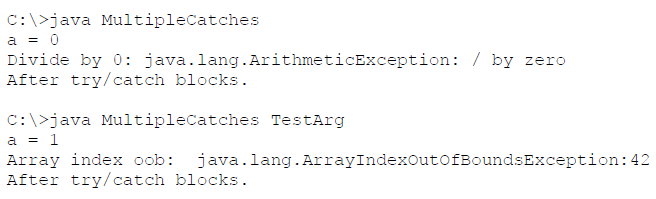 C:\>java MultipleCatches
a = 0
Divide by 0: java.lang.ArithmeticException: / by zero
After try/catch blocks.
C:\>java MultipleCatches TestArg
a = 1
Array index oob:  java.lang.ArrayIndexOutOfBoundsException:42
After try/catch blocks.